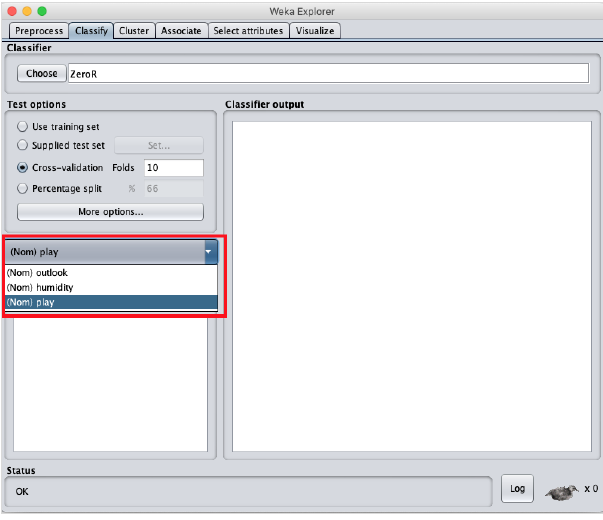 Weka Explorer
Preprocess Classify Cluster Associate Select attributes Visualize
Classifier
Choose ZeroR
Test options
Use training set
Supplied test set Set...
Cross-validation Folds 10
Percentage split % 66
More options...
(Nom) play
(Nom) outlook
(Nom) humidity
(Nom) play
Classifier output
Status
OK
Log x 0